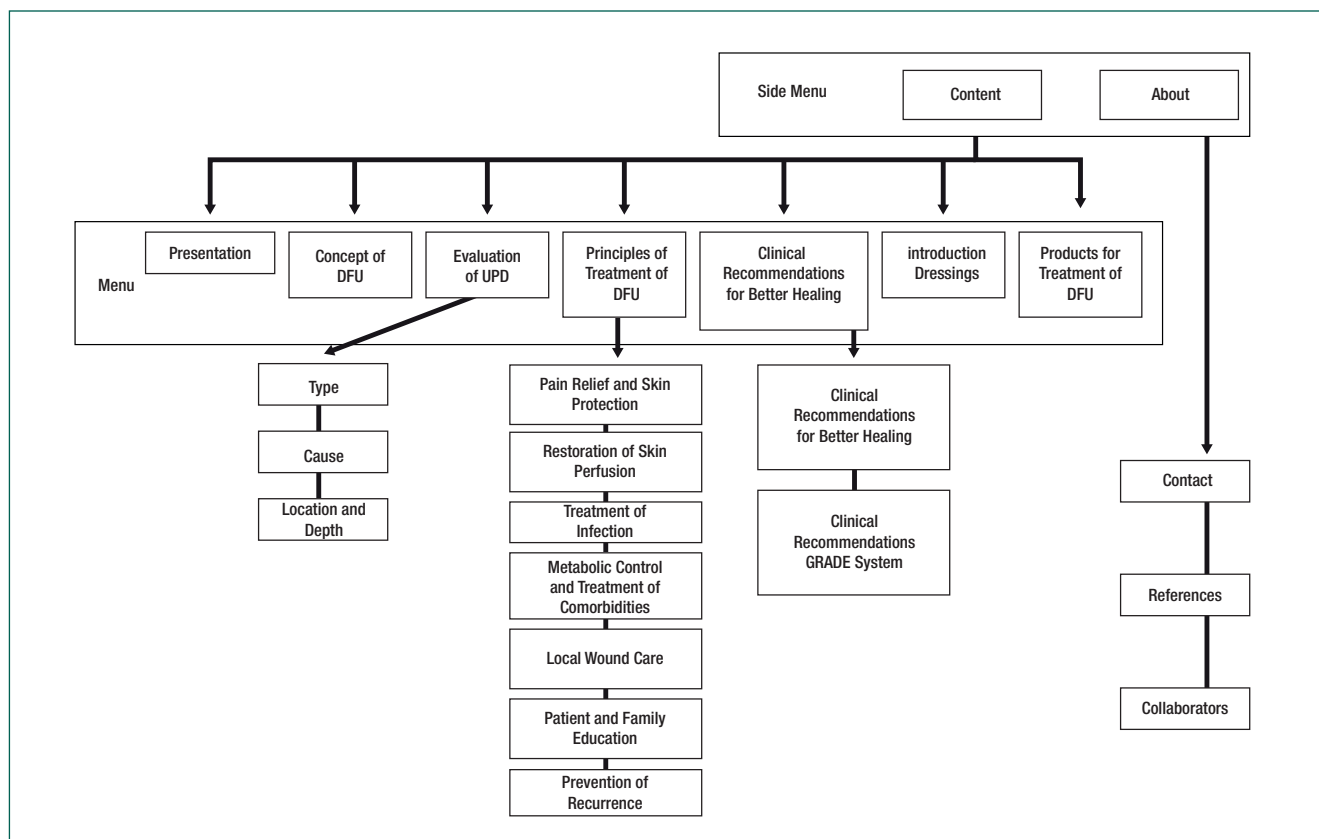 Side Menu
Content
About
Menu
Presentation
Concept of
DFU
Evaluation
of UPD
Principles of
Treatment of
DFU
Clinical
Recommendations
for Better Healing
introduction
Dressings
Products for
Treatment of
DFU
Type
Cause
Location and
Depth
Pain Relief and Skin
Protection
Restoration of Skin
Perfusion
Treatment of
Infection
Metabolic Control
and Treatment of
Comorbidities
Local Wound Care
Patient and Family
Education
Prevention of
Recurrence
Clinical
Recommendations
for Better Healing
Clinical
Recommendations
GRADE System
Contact
References
Collaborators